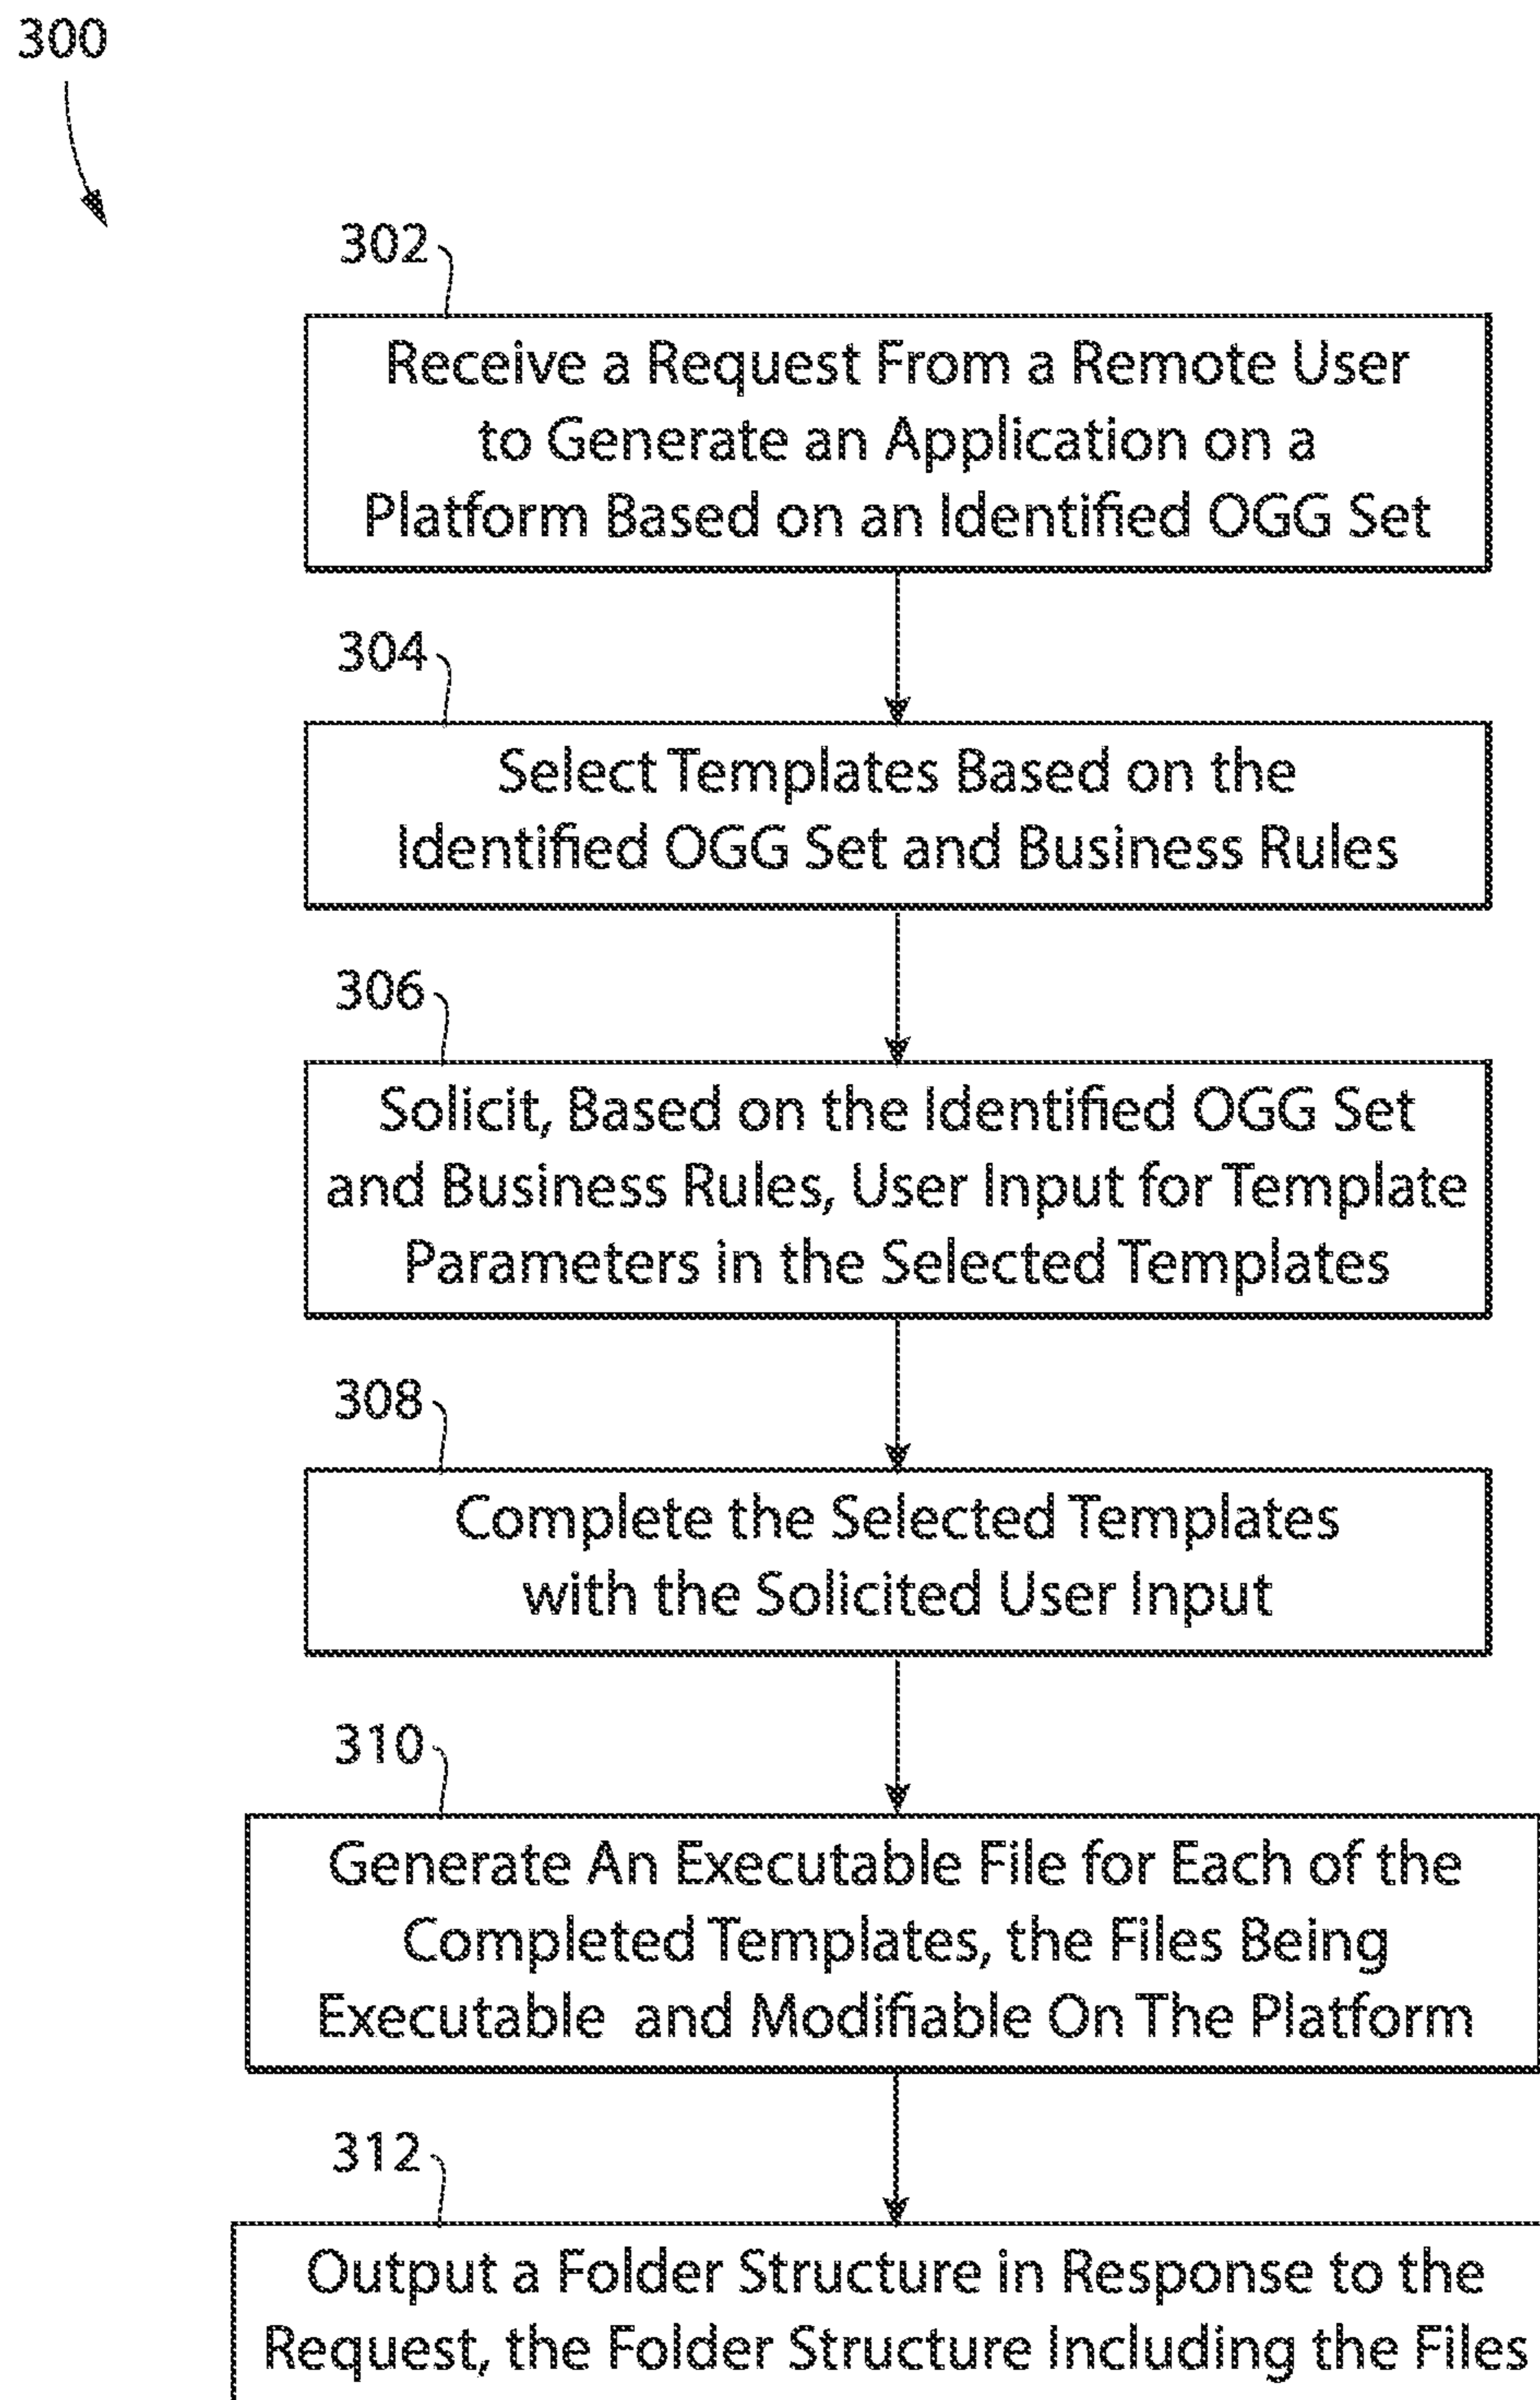 300
302
Receive a Request From a Remote User
to Generate an Application on a
Platform Based on an Identified OGG Set
304
Select Templates Based on the
Identified OGG Set and Business Rules
306
Solicit, Based on the Identified OGG Set
and Business Rules, User Input for Template
Parameters in the Selected Templates
308
Complete the Selected Templates
with the Solicited User Input
310
Generate An Executable File for Each of the
Completed Templates, the Files Being
Executable and Modifiable On The Platform
312
Output a Folder Structure in Response to the
Request, the Folder Structure Including the Files